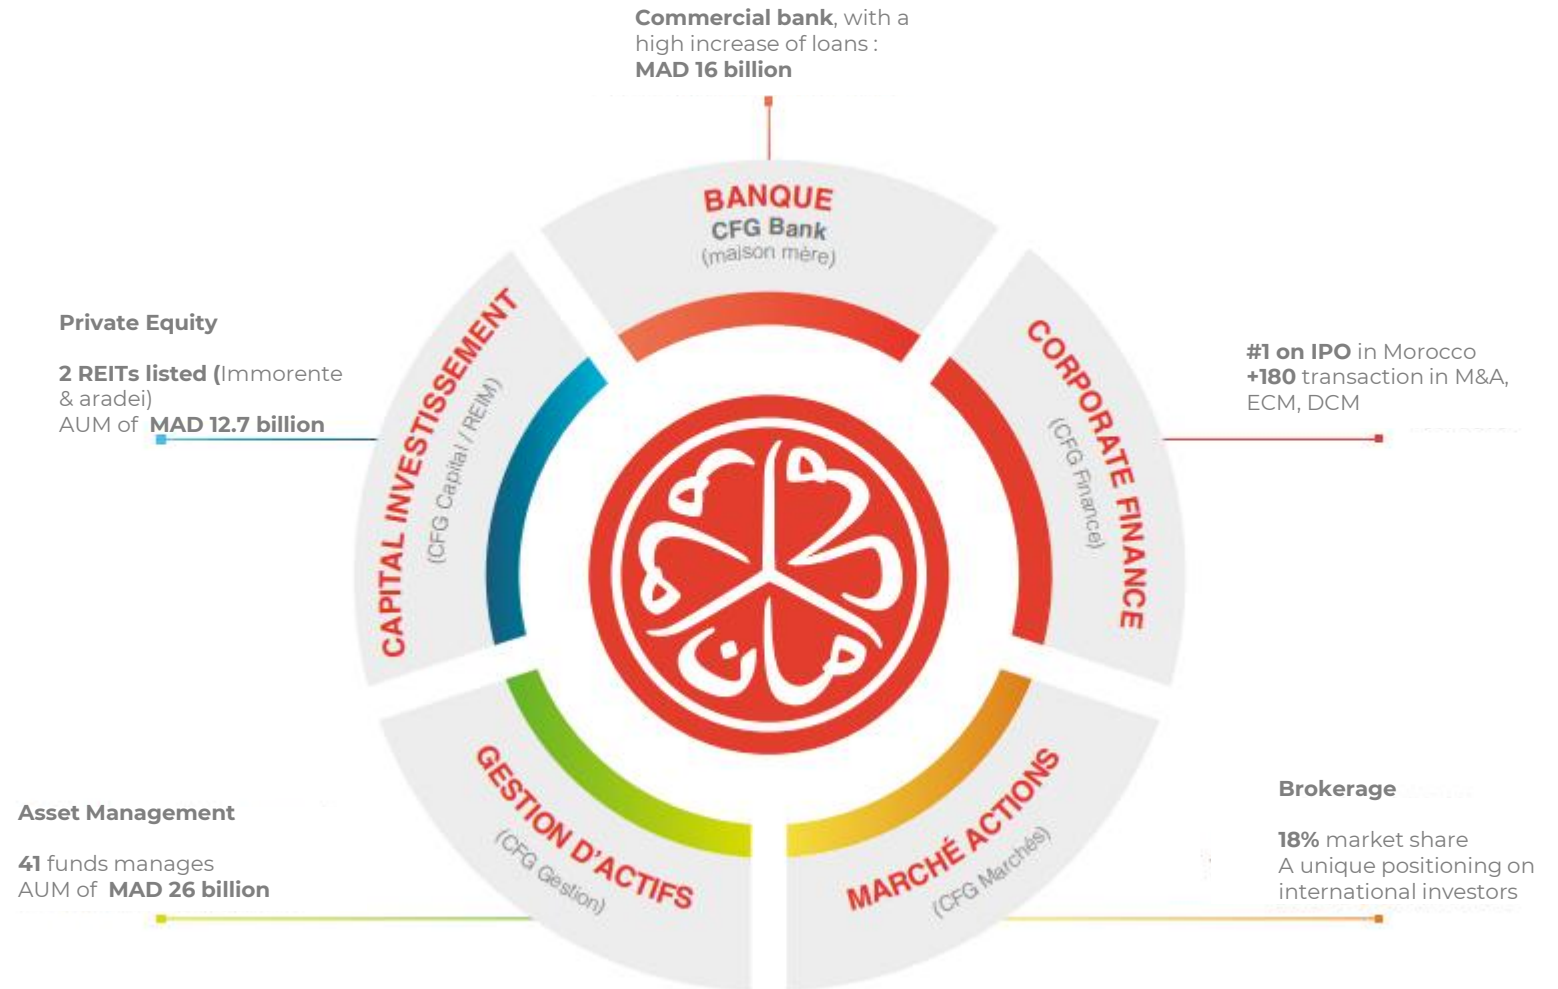 Commercial bank, with a
high increase of loans :
MAD 16 billion
BANQUE
CFG Bank
(maison mère)
Private Equity
2 REITs listed (Immorente
& aradei)
AUM of MAD 12.7 billion
CAPITAL INVESTISSEMENT
(CFG Capital / REIM)
CORPORATE FINANCE
(CFG Finance)
#1 on IPO in Morocco
+180 transaction in M&A,
ECM, DCM
Asset Management
41 funds manages
AUM of MAD 26 billion
GESTION D'ACTIFS
(CFG Gestion)
MARCHÉ ACTIONS
(CFG Marchés)
Brokerage
18% market share
A unique positioning on
international investors